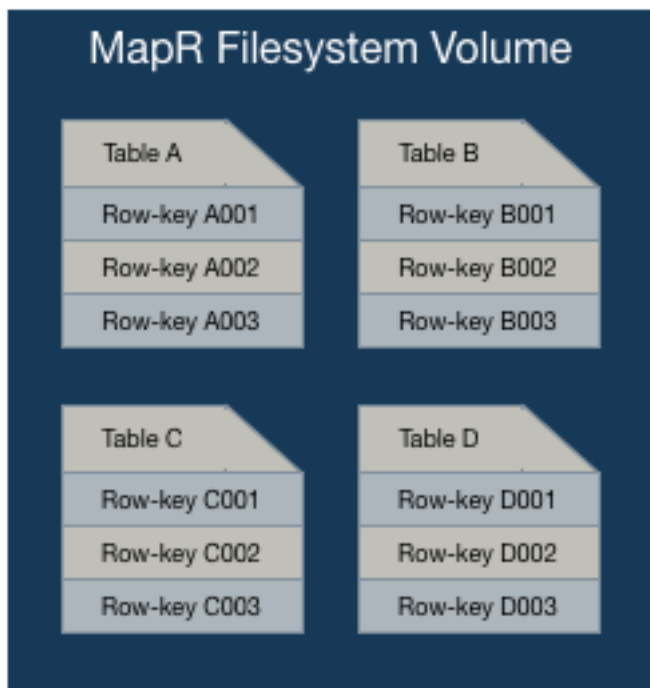 MapR Filesystem Volume
Table A
Row-key A001
Row-key A002
Row-key A003
Table B
Row-key B001
Row-key B002
Row-key B003
Table C
Row-key C001
Row-key C002
Row-key C003
Table D
Row-key D001
Row-key D002
Row-key D003